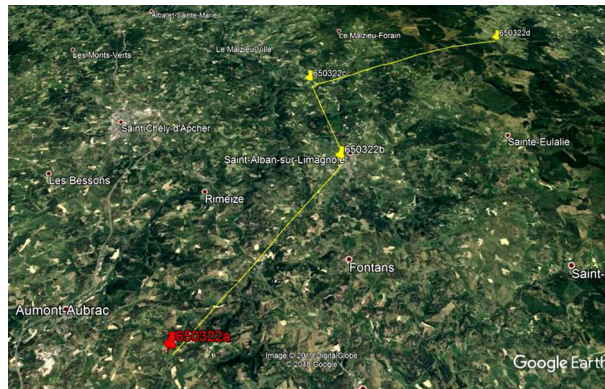 Albaret-Sainte-Marie
Le Malzieu-Forain
650322d
Le Malzieu-Ville
Les Monts-Verts
650322c
Saint-Chély-d'Apcher
Sainte-Eulalie
650322b
Saint-Alban-sur-Limagnole
Les Bessons
Rimeize
Fontans
Saint-
Aumont-Aubrac
650322a
Image © 2019 DigitalGlobe
© 2018 Google
Google Earth